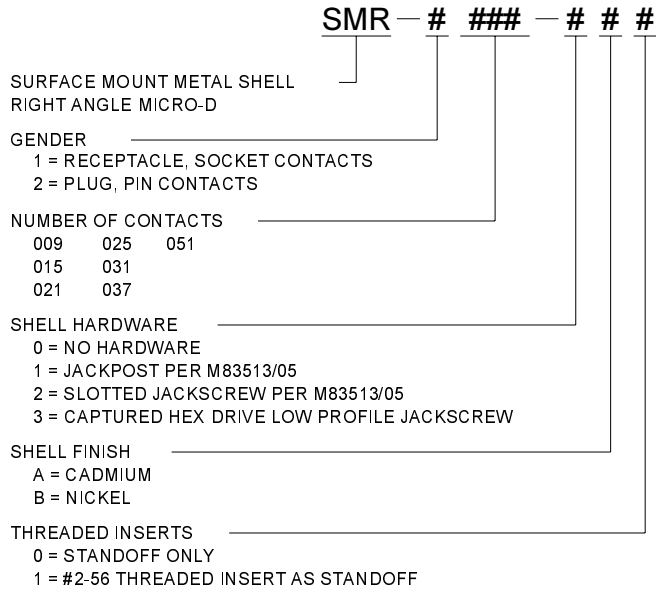 SMR — # ### — # # #
SURFACE MOUNT METAL SHELL
RIGHT ANGLE MICRO-D
GENDER
1 = RECEPTACLE, SOCKET CONTACTS
2 = PLUG, PIN CONTACTS
NUMBER OF CONTACTS
009 025 051
015 031
021 037
SHELL HARDWARE
0 = NO HARDWARE
1 = JACKPOST PER M83513/05
2 = SLOTTED JACKSCREW PER M83513/05
3 = CAPTURED HEX DRIVE LOW PROFILE JACKSCREW
SHELL FINISH
A = CADMIUM
B = NICKEL
THREADED INSERTS
0 = STANDOFF ONLY
1 = #2-56 THREADED INSERT AS STANDOFF